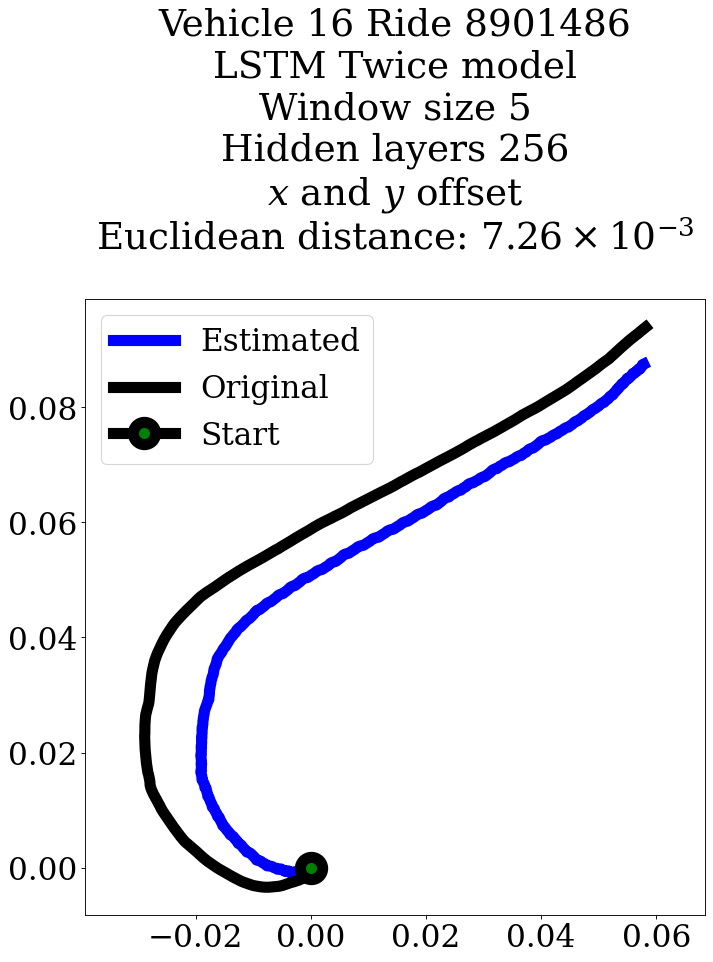 Vehicle 16 Ride 8901486
LSTM Twice model
Window size 5
Hidden layers 256
x and y offset
Euclidean distance: 7.26 × 10⁻³
Estimated
Original
Start
0.08
0.06
0.04
0.02
0.00
−0.02 0.00 0.02 0.04 0.06